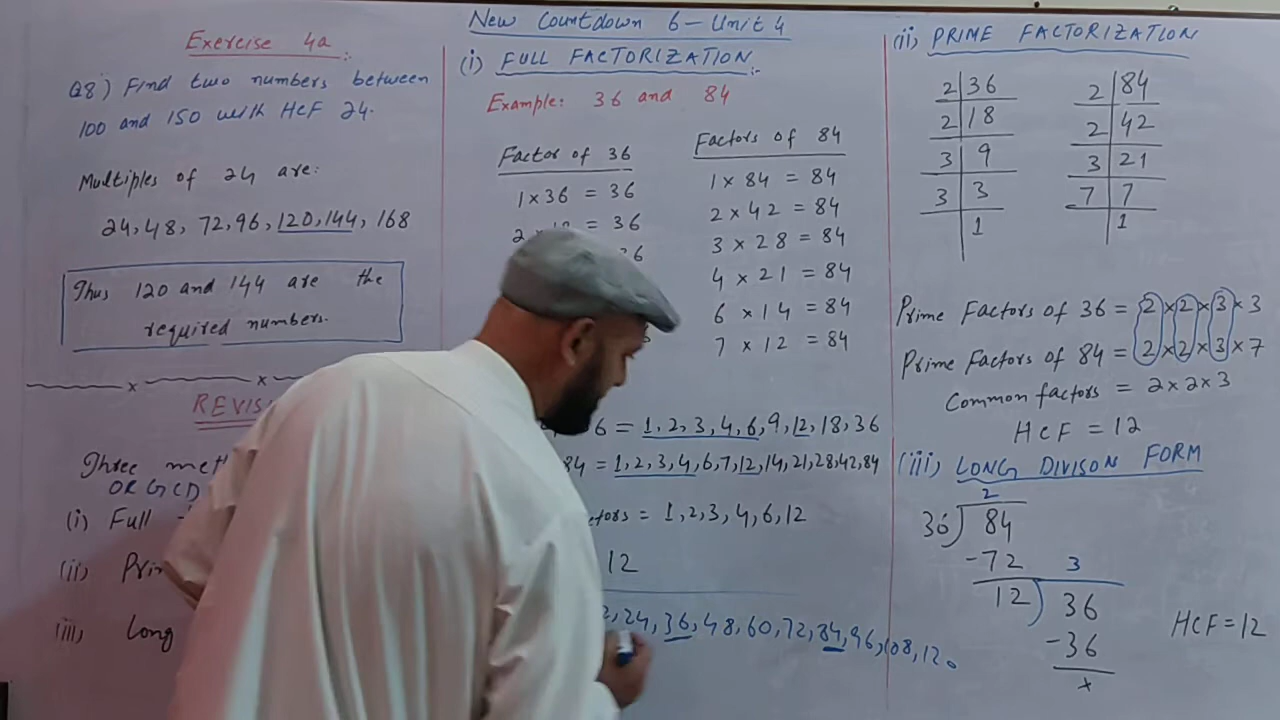 New Countdown 6 - Unit 4
Exercise 4a
Q8) Find two numbers between
100 and 150 with HCF 24.
Multiples of 24 are:
24, 48, 72, 96, 120, 144, 168
Thus 120 and 144 are the
required numbers.
REVIS
Three met
OR GCD
(i) Full
(ii) Pri
(iii) Long
(i) FULL FACTORIZATION :-
Example: 36 and 84
Factor of 36
1 x 36 = 36
2 = 36
Factors of 84
1 x 84 = 84
2 x 42 = 84
3 x 28 = 84
4 x 21 = 84
6 x 14 = 84
7 x 12 = 84
6 = 1, 2, 3, 4, 6, 9, 12, 18, 36
84 = 1, 2, 3, 4, 6, 7, 12, 14, 21, 28, 42, 84
ctors = 1, 2, 3, 4, 6, 12
12
24, 36, 48, 60, 72, 84, 96, 108, 120
(ii) PRIME FACTORIZATION
2 | 36
2 | 18
3 | 9
3 | 3
1
2 | 84
2 | 42
3 | 21
7 | 7
1
Prime Factors of 36 = 2 x 2 x 3 x 3
Prime Factors of 84 = 2 x 2 x 3 x 7
Common factors = 2 x 2 x 3
HCF = 12
(iii) LONG DIVISON FORM
2
36 ) 84
- 72 3
12 ) 36
- 36
x
HCF = 12